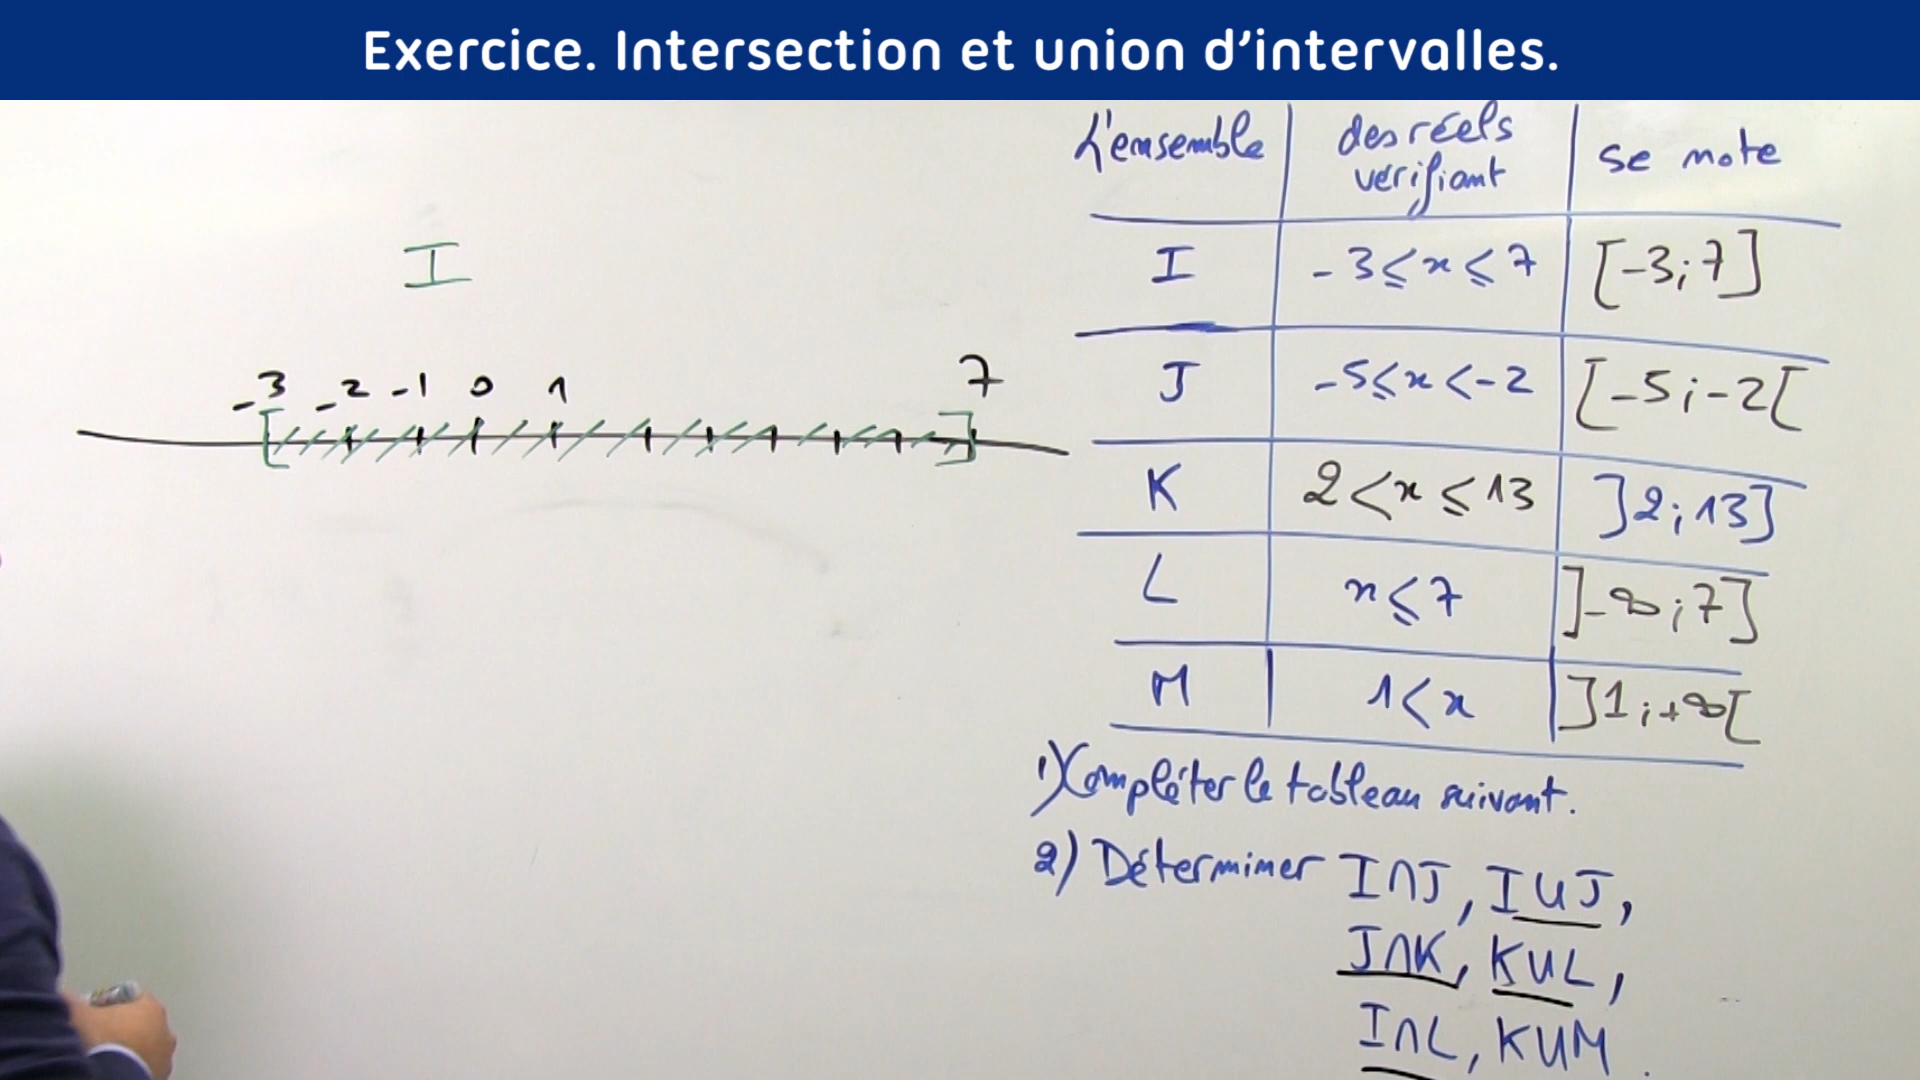 Exercice. Intersection et union d’intervalles.
I
-3 -2 -1 0 1 7
L'ensemble | des réels vérifiant | se note
I | -3 ⩽ x ⩽ 7 | [-3;7]
J | -5 ⩽ x < -2 | [-5;-2[
K | 2 < x ⩽ 13 | ]2;13]
L | x ⩽ 7 | ]-∞;7]
M | 1 < x | ]1;+∞[
1) Compléter le tableau suivant.
2) Déterminer I∩J, I∪J,
J∩K, K∪L,
I∩L, K∪M.